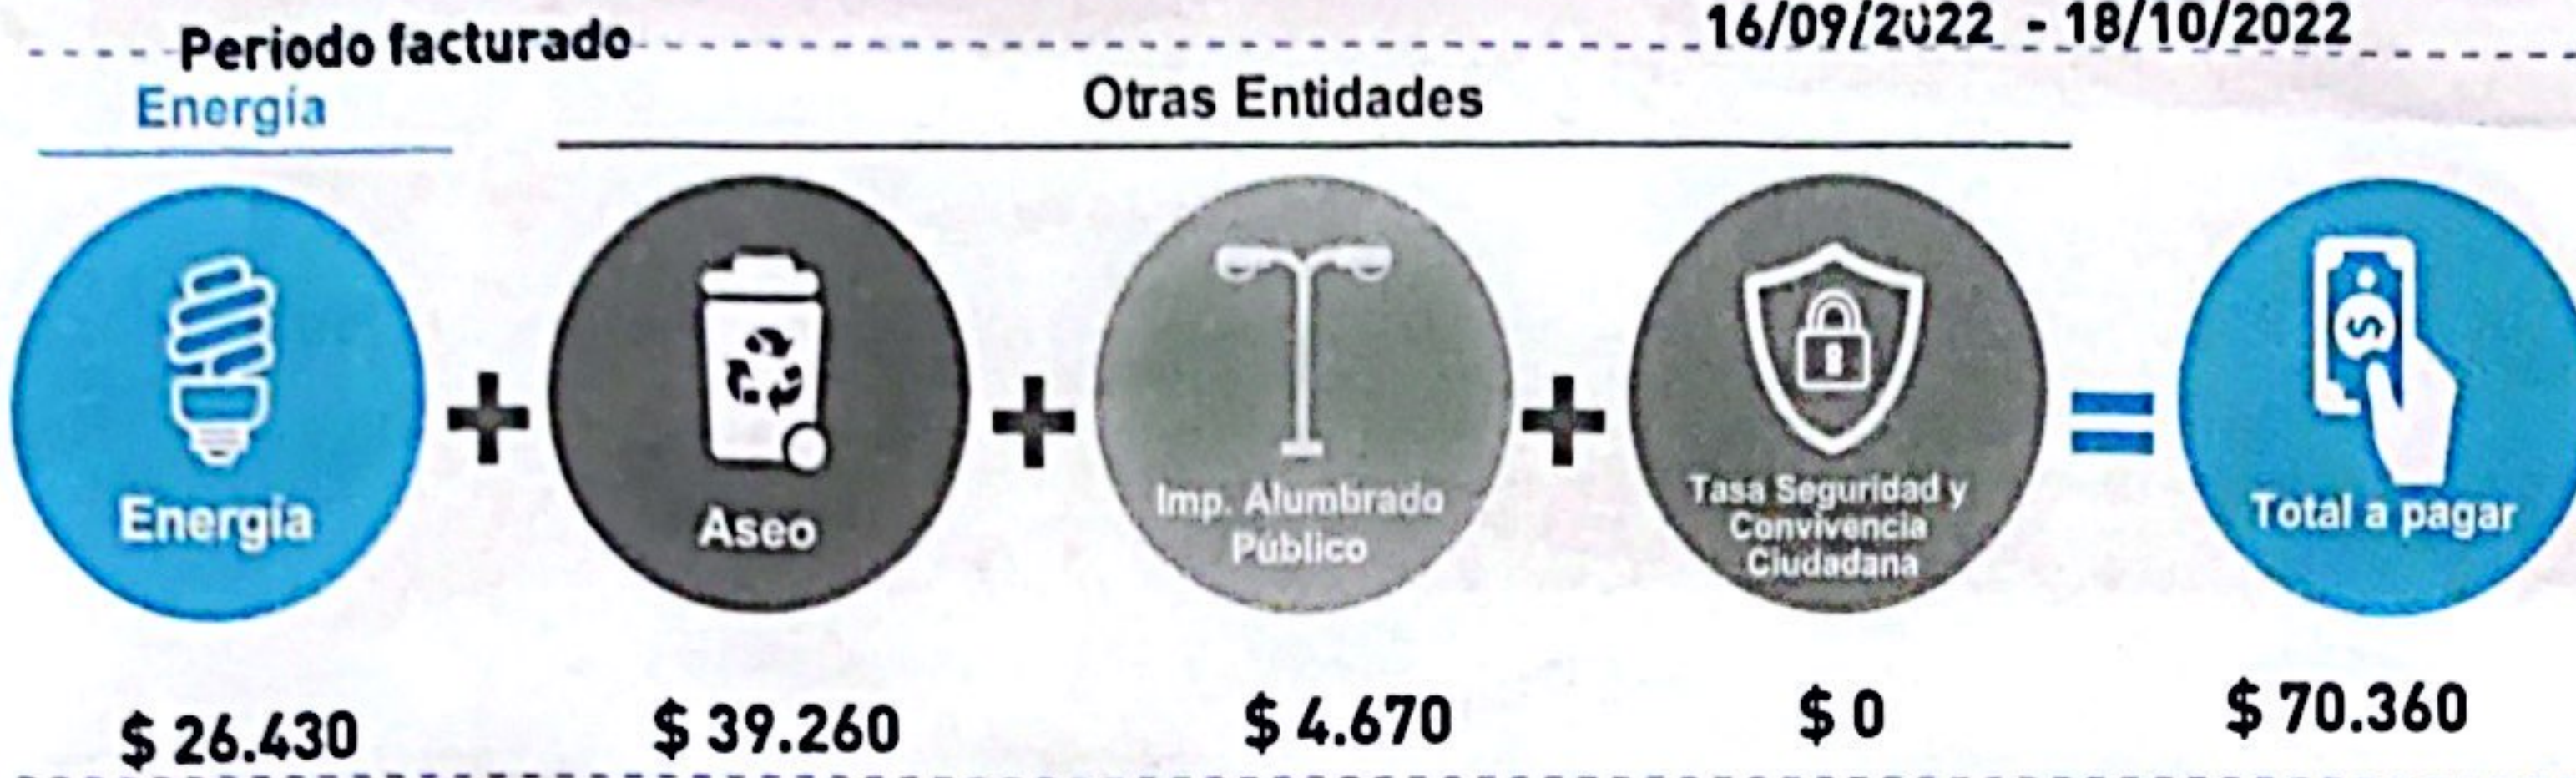 Periodo facturado 16/09/2022 - 18/10/2022
Energía Otras Entidades
Energía
Aseo
Imp. Alumbrado
Público
Tasa Seguridad y
Convivencia
Ciudadana
Total a pagar
$ 26.430 $ 39.260 $ 4.670 $ 0 $ 70.360